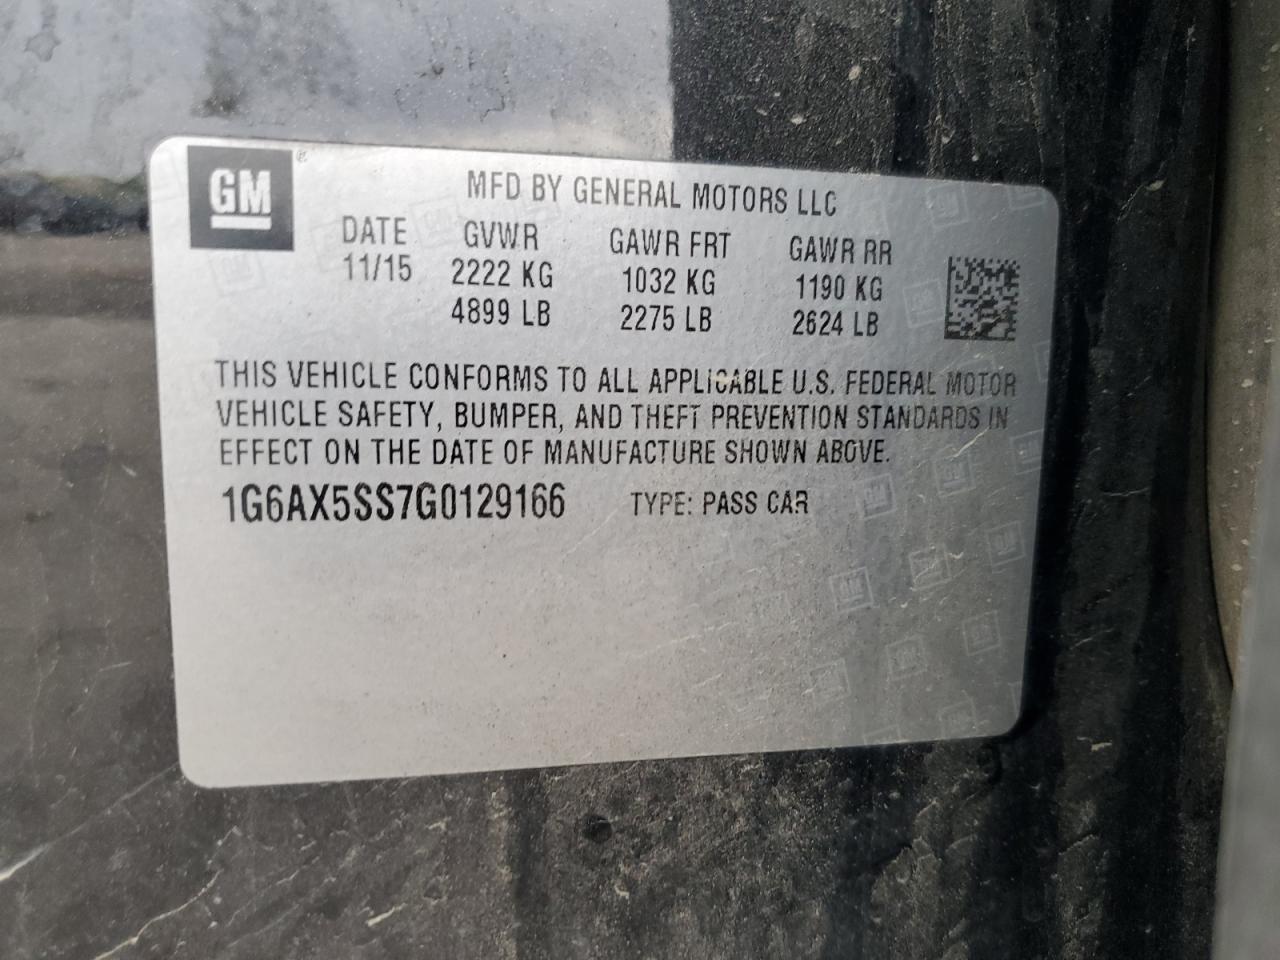 GM ®
MFD BY GENERAL MOTORS LLC
DATE GVWR GAWR FRT GAWR RR
11/15 2222 KG 1032 KG 1190 KG
4899 LB 2275 LB 2624 LB
THIS VEHICLE CONFORMS TO ALL APPLICABLE U.S. FEDERAL MOTOR
VEHICLE SAFETY, BUMPER, AND THEFT PREVENTION STANDARDS IN
EFFECT ON THE DATE OF MANUFACTURE SHOWN ABOVE.
1G6AX5SS7G0129166 TYPE: PASS CAR